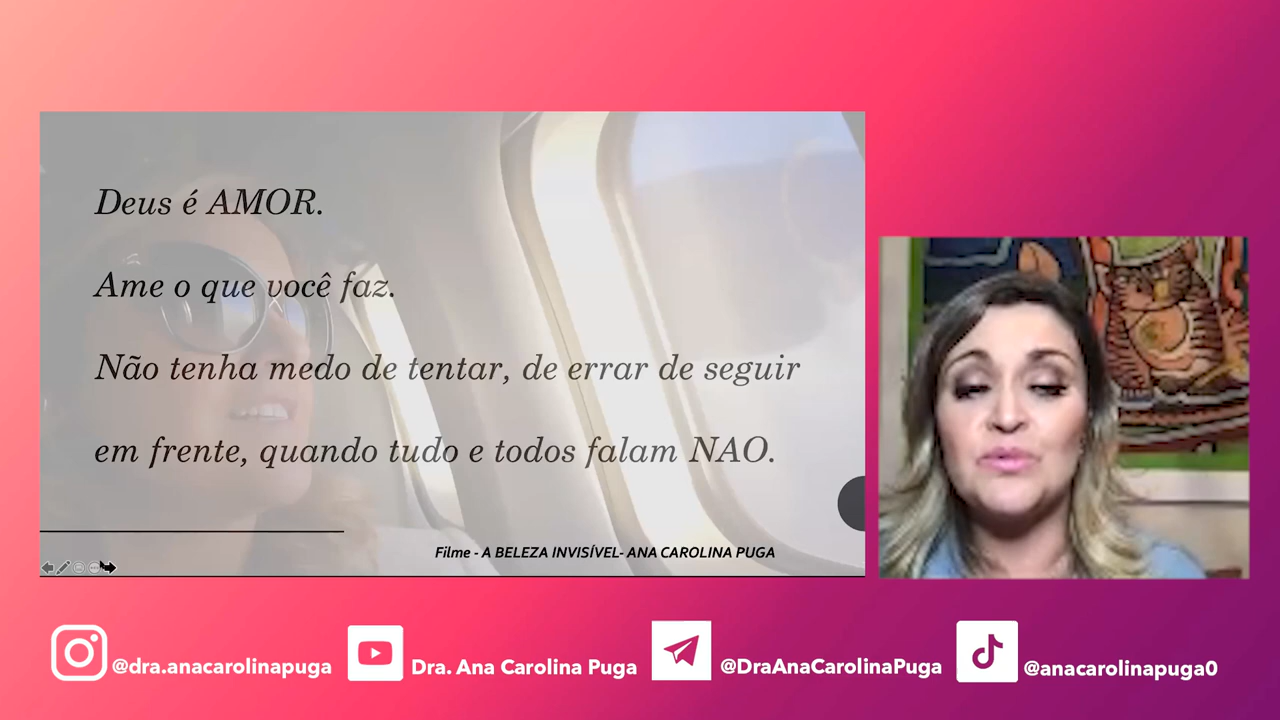 Deus é AMOR.
Ame o que você faz.
Não tenha medo de tentar, de errar de seguir
em frente, quando tudo e todos falam NAO.
Filme - A BELEZA INVISÍVEL- ANA CAROLINA PUGA
@dra.anacarolinapuga
Dra. Ana Carolina Puga
@DraAnaCarolinaPuga
@anacarolinapuga0